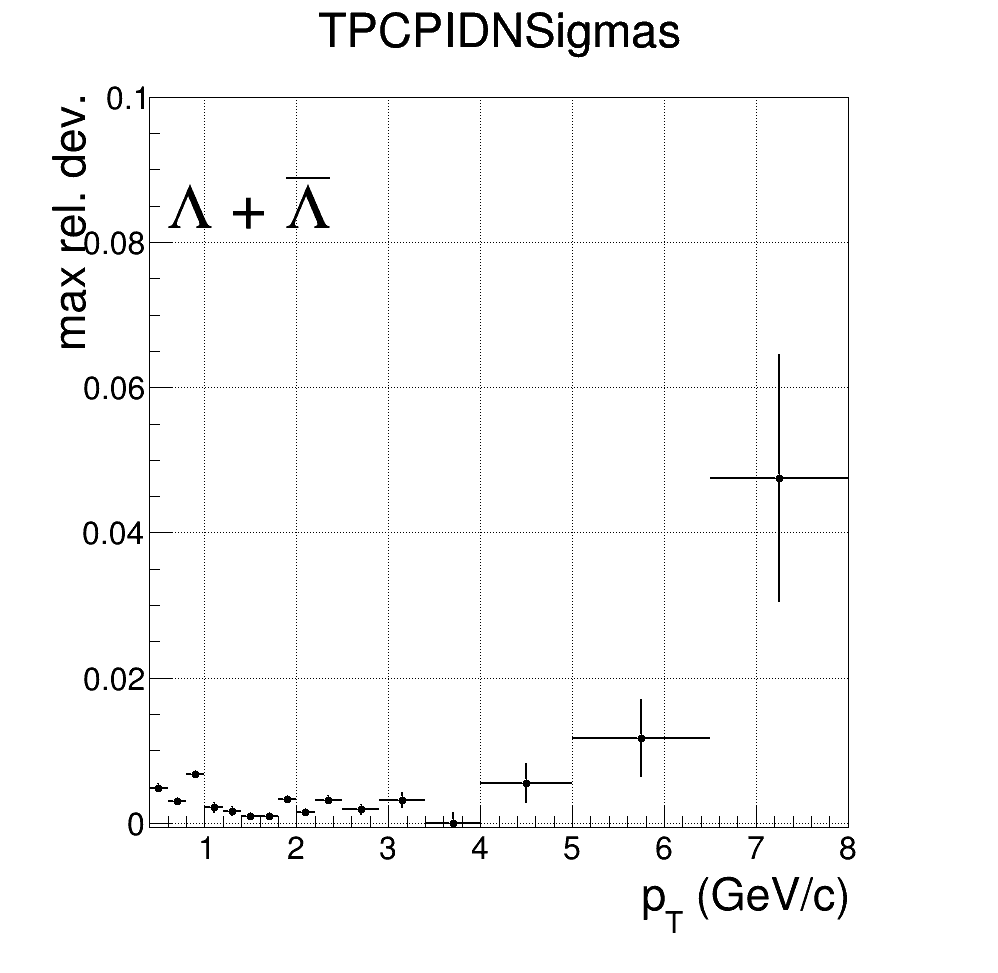 TPCPIDNSigmas
max rel. dev.
0.1
0.08
0.06
0.04
0.02
0
Λ + Λ̅
1 2 3 4 5 6 7 8
p_T (GeV/c)